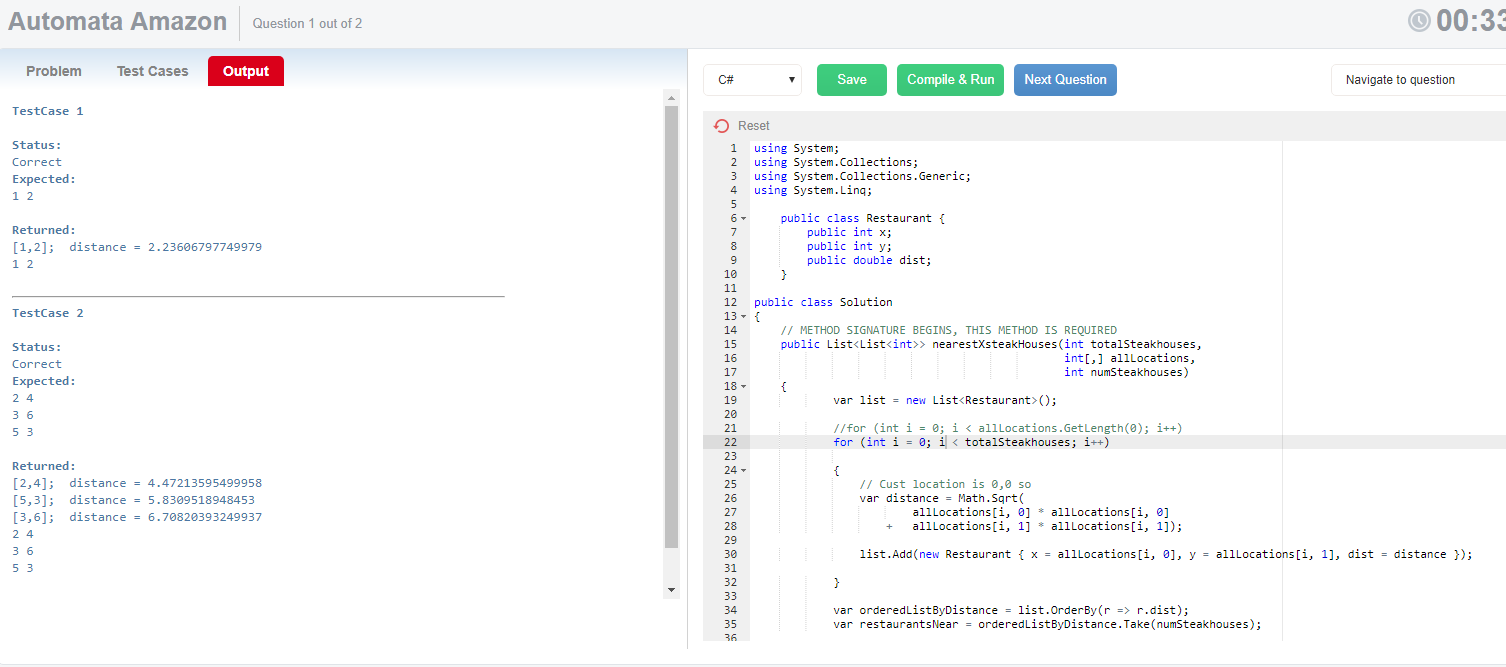 Automata Amazon
Question 1 out of 2
00:33
Problem
Test Cases
Output
TestCase 1
Status:
Correct
Expected:
1 2
Returned:
[1,2];  distance = 2.23606797749979
1 2
TestCase 2
Status:
Correct
Expected:
2 4
3 6
5 3
Returned:
[2,4];  distance = 4.47213595499958
[5,3];  distance = 5.8309518948453
[3,6];  distance = 6.70820393249937
2 4
3 6
5 3
C#
Save
Compile & Run
Next Question
Navigate to question
Reset
1 using System;
2 using System.Collections;
3 using System.Collections.Generic;
4 using System.Linq;
5
6 public class Restaurant {
7 public int x;
8 public int y;
9 public double dist;
10 }
11
12 public class Solution
13 {
14 // METHOD SIGNATURE BEGINS, THIS METHOD IS REQUIRED
15 public List<List<int>> nearestXsteakHouses(int totalSteakhouses,
16 int[,] allLocations,
17 int numSteakhouses)
18 {
19 var list = new List<Restaurant>();
20
21 //for (int i = 0; i < allLocations.GetLength(0); i++)
22 for (int i = 0; i < totalSteakhouses; i++)
23
24 {
25 // Cust location is 0,0 so
26 var distance = Math.Sqrt(
27 allLocations[i, 0] * allLocations[i, 0]
28 + allLocations[i, 1] * allLocations[i, 1]);
29
30 list.Add(new Restaurant { x = allLocations[i, 0], y = allLocations[i, 1], dist = distance });
31
32 }
33
34 var orderedListByDistance = list.OrderBy(r => r.dist);
35 var restaurantsNear = orderedListByDistance.Take(numSteakhouses);
36